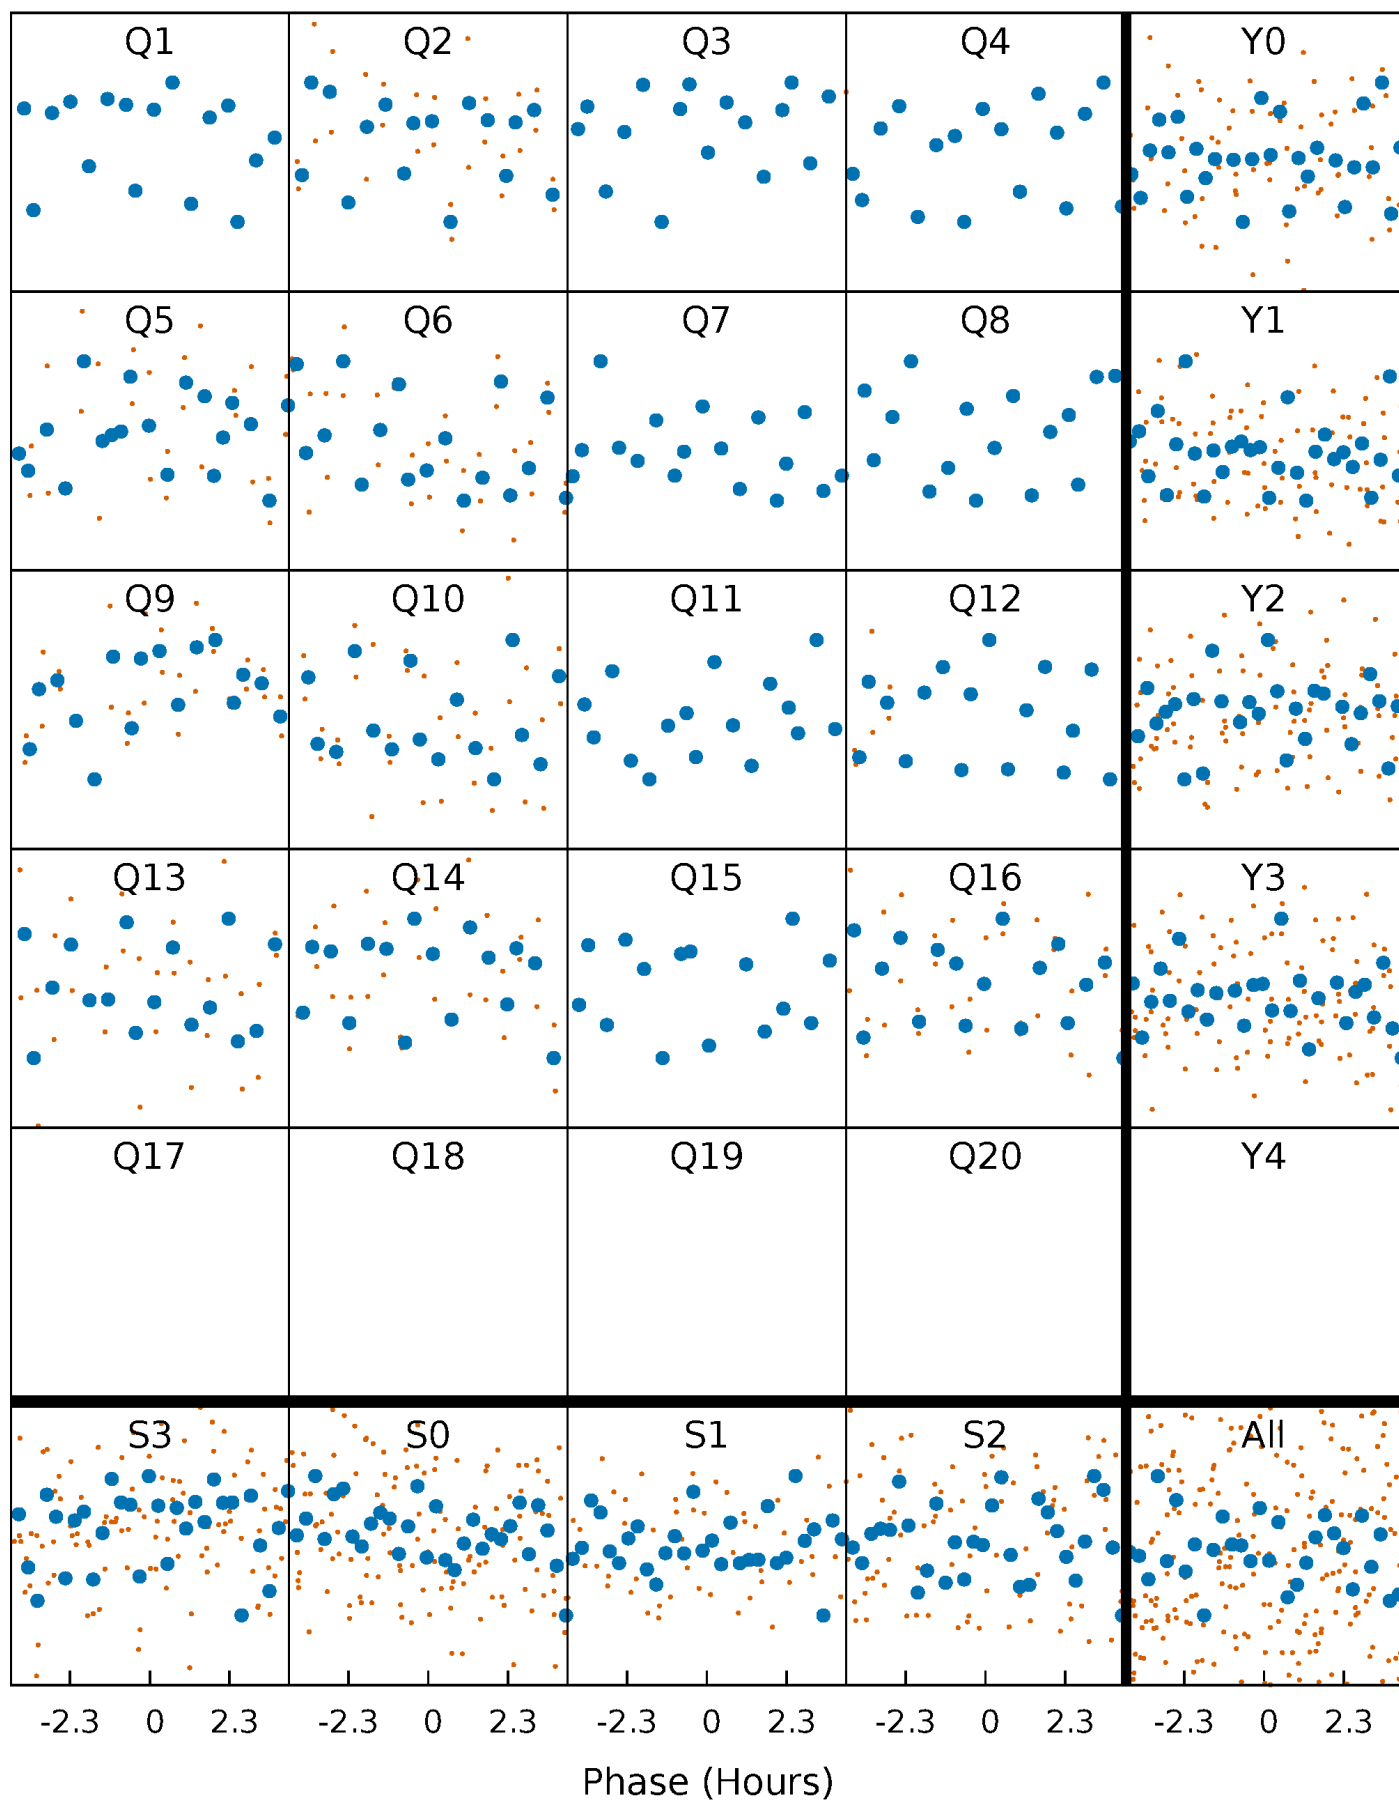 Q1 Q2 Q3 Q4 Y0
Q5 Q6 Q7 Q8 Y1
Q9 Q10 Q11 Q12 Y2
Q13 Q14 Q15 Q16 Y3
Q17 Q18 Q19 Q20 Y4
S3 S0 S1 S2 All
-2.3 0 2.3 -2.3 0 2.3 -2.3 0 2.3 -2.3 0 2.3 -2.3 0 2.3
Phase (Hours)